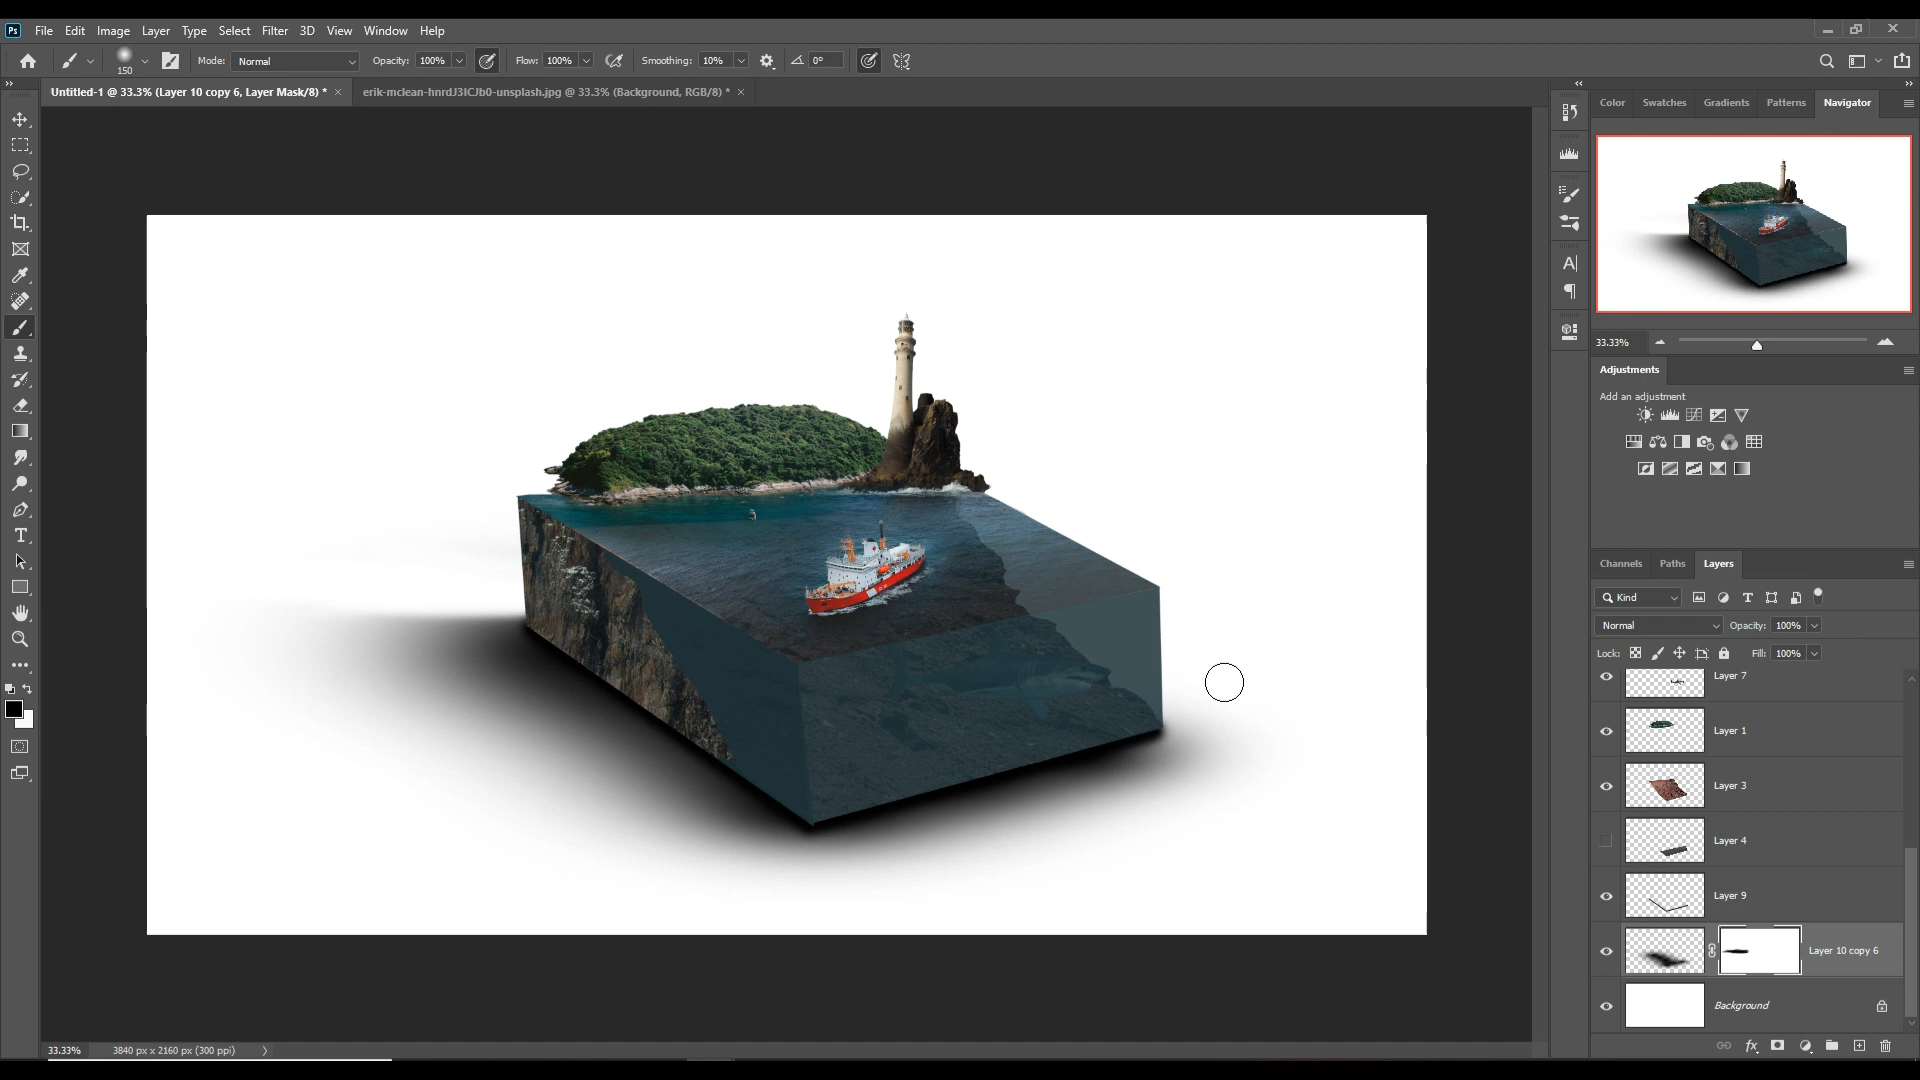 Ps File Edit Image Layer Type Select Filter 3D View Window Help
150 Mode: Normal Opacity: 100% Flow: 100% Smoothing: 10% 0°
Untitled-1 @ 33.3% (Layer 10 copy 6, Layer Mask/8) * × erik-mclean-hnrdJ3ICJb0-unsplash.jpg @ 33.3% (Background, RGB/8) * ×
Color Swatches Gradients Patterns Navigator
33.33%
Adjustments
Add an adjustment
Channels Paths Layers
Kind
Normal Opacity: 100%
Lock: Fill: 100%
Layer 7
Layer 1
Layer 3
Layer 4
Layer 9
Layer 10 copy 6
Background
33.33% 3840 px x 2160 px (300 ppi)